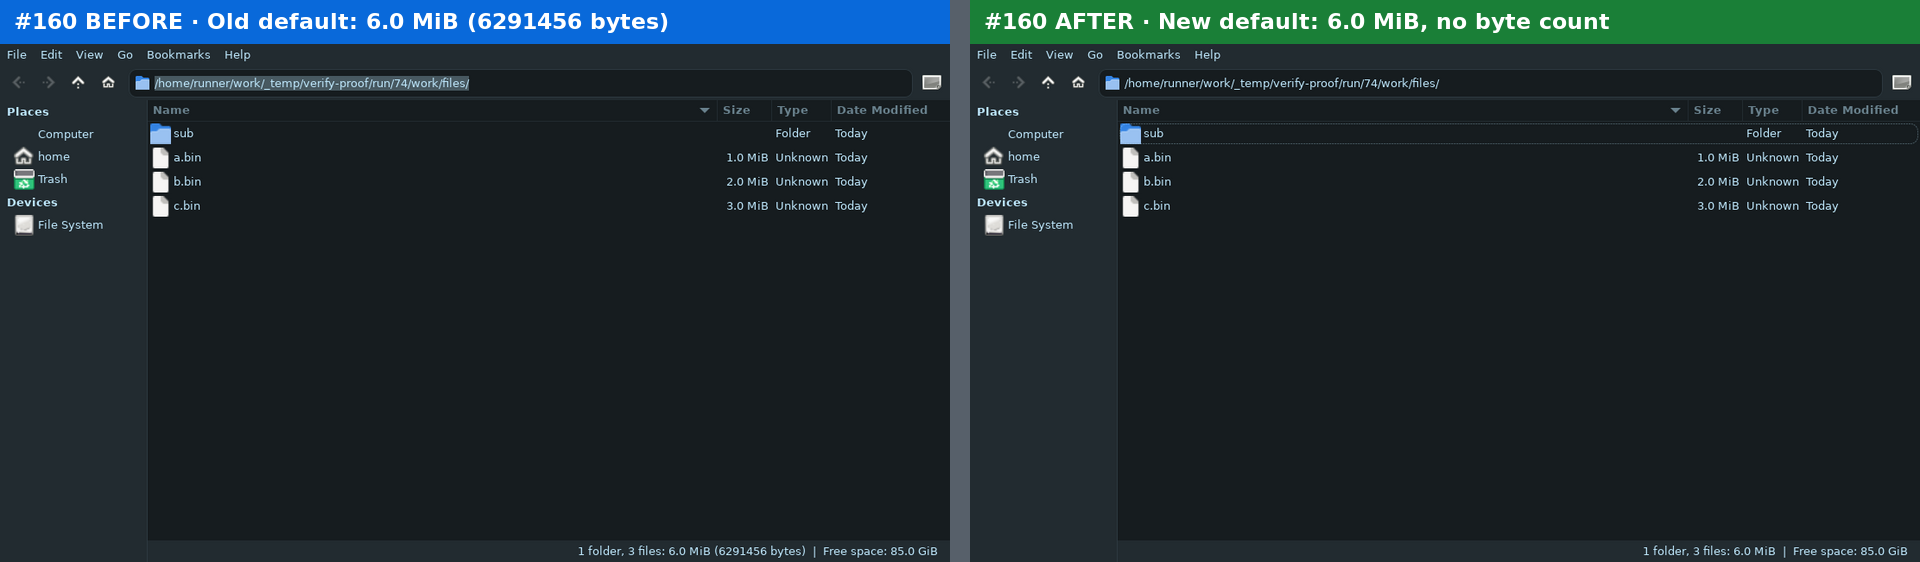 #160 BEFORE · Old default: 6.0 MiB (6291456 bytes)
File Edit View Go Bookmarks Help
/home/runner/work/_temp/verify-proof/run/74/work/files/
Places
Computer
home
Trash
Devices
File System
Name Size Type Date Modified
sub Folder Today
a.bin 1.0 MiB Unknown Today
b.bin 2.0 MiB Unknown Today
c.bin 3.0 MiB Unknown Today
1 folder, 3 files: 6.0 MiB (6291456 bytes) | Free space: 85.0 GiB
#160 AFTER · New default: 6.0 MiB, no byte count
File Edit View Go Bookmarks Help
/home/runner/work/_temp/verify-proof/run/74/work/files/
Places
Computer
home
Trash
Devices
File System
Name Size Type Date Modified
sub Folder Today
a.bin 1.0 MiB Unknown Today
b.bin 2.0 MiB Unknown Today
c.bin 3.0 MiB Unknown Today
1 folder, 3 files: 6.0 MiB | Free space: 85.0 GiB